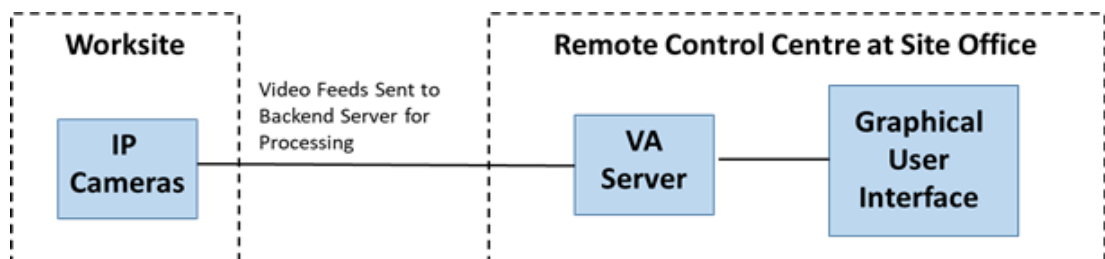 Worksite
Remote Control Centre at Site Office
Video Feeds Sent to
Backend Server for
Processing
IP
Cameras
VA
Server
Graphical
User
Interface